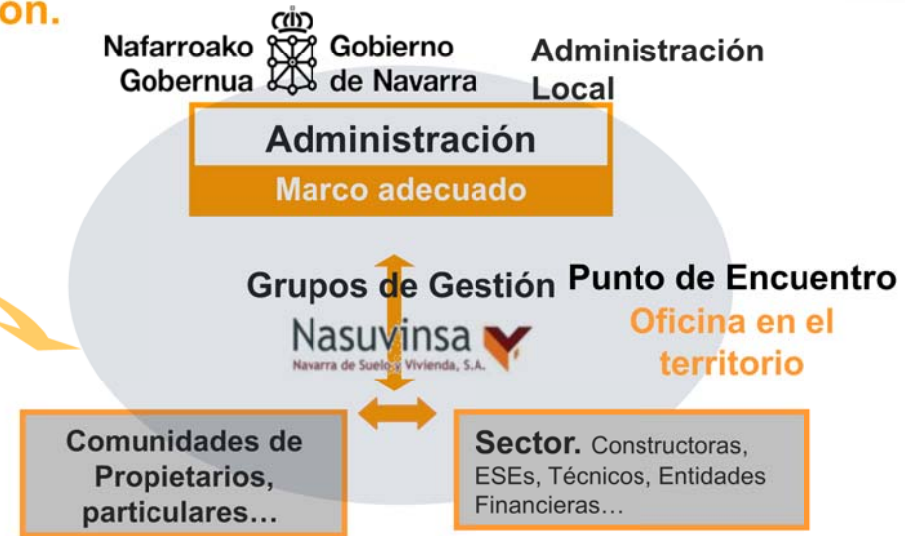 on.
Nafarroako
Gobernua
Gobierno
de Navarra
Administración
Local
Administración
Marco adecuado
Grupos de Gestión
Punto de Encuentro
Oficina en el
territorio
Nasuvinsa
Navarra de Suelo y Vivienda, S.A.
Comunidades de
Propietarios,
particulares…
Sector. Constructoras,
ESEs, Técnicos, Entidades
Financieras…